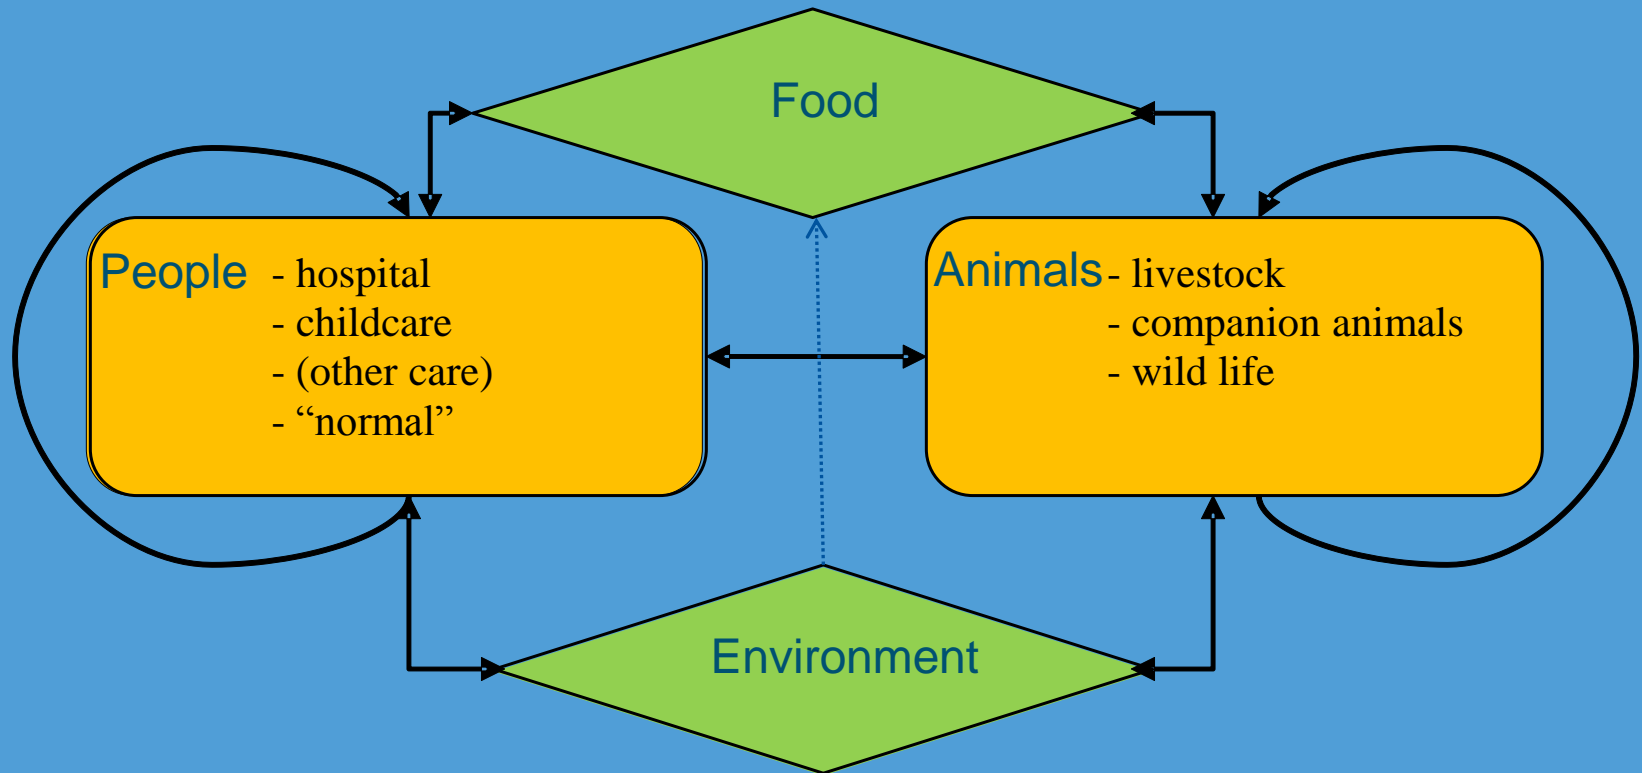 Food
People - hospital
- childcare
- (other care)
- “normal”
Animals - livestock
- companion animals
- wild life
Environment